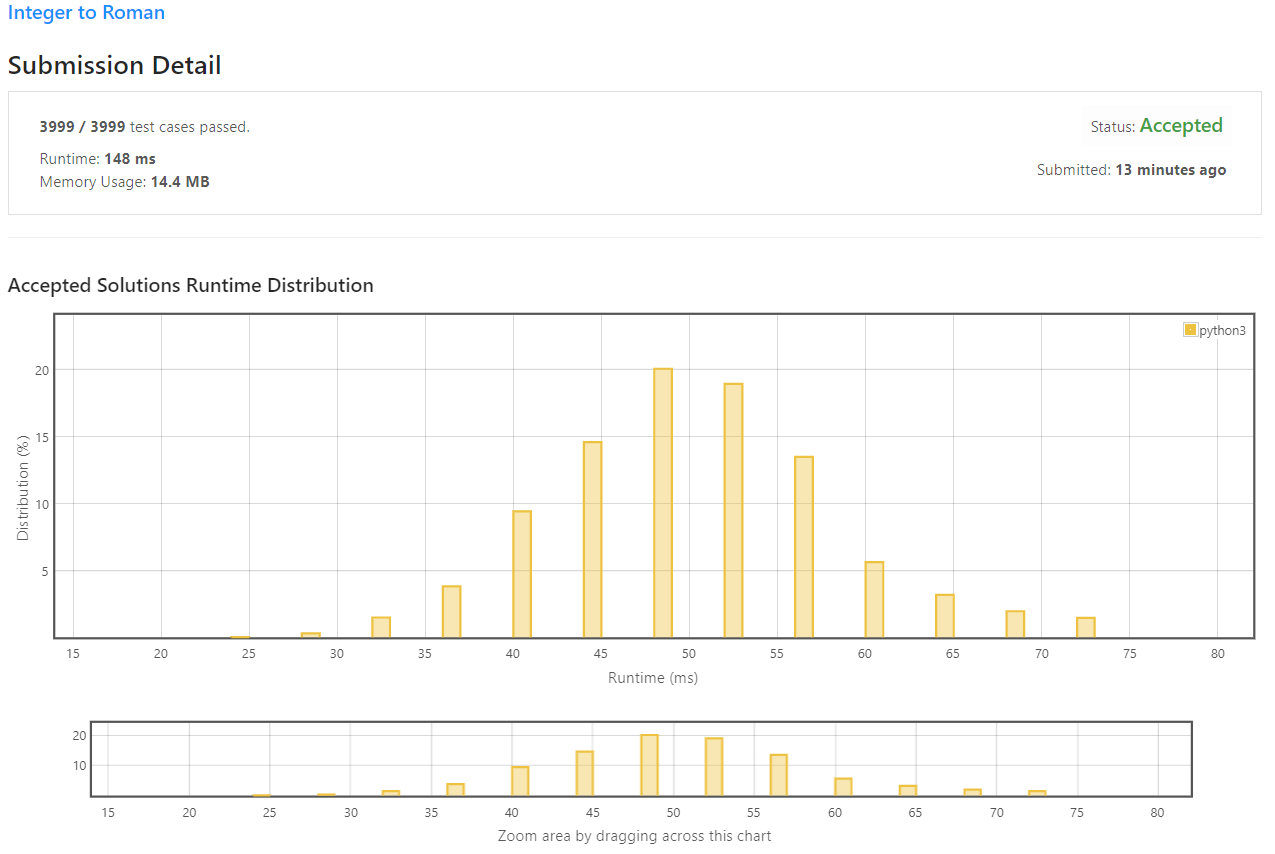 Integer to Roman
Submission Detail
3999 / 3999 test cases passed.
Status: Accepted
Runtime: 148 ms
Memory Usage: 14.4 MB
Submitted: 13 minutes ago
Accepted Solutions Runtime Distribution
python3
Distribution (%)
20
15
10
5
15 20 25 30 35 40 45 50 55 60 65 70 75 80
Runtime (ms)
20
10
15 20 25 30 35 40 45 50 55 60 65 70 75 80
Zoom area by dragging across this chart